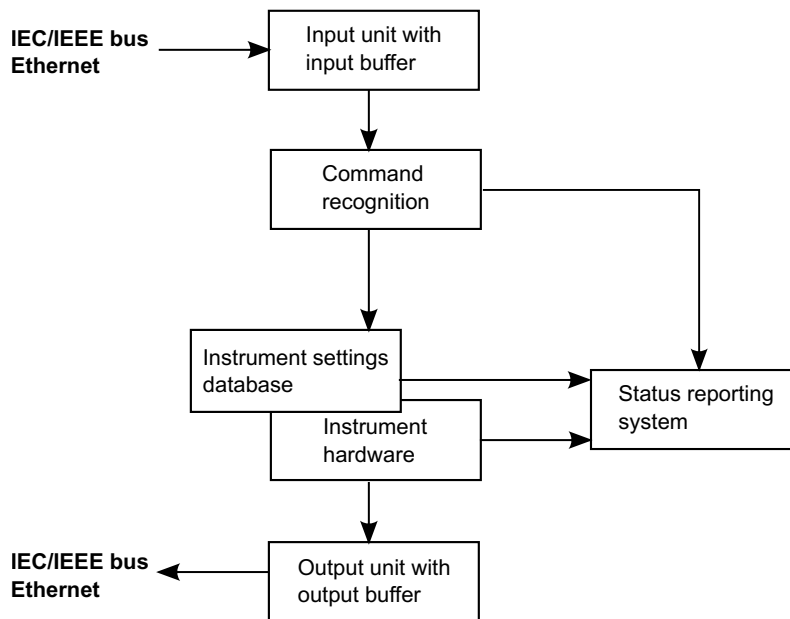 IEC/IEEE bus
Ethernet
Input unit with
input buffer
Command
recognition
Instrument settings
database
Instrument
hardware
Status reporting
system
IEC/IEEE bus
Ethernet
Output unit with
output buffer